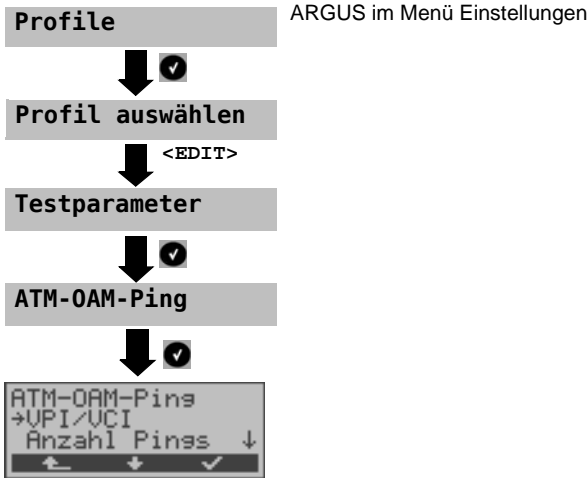 Profile
ARGUS im Menü Einstellungen
Profil auswählen
<EDIT>
Testparameter
ATM-OAM-Ping
ATM-OAM-Ping
→VPI/VCI
Anzahl Pings ↓